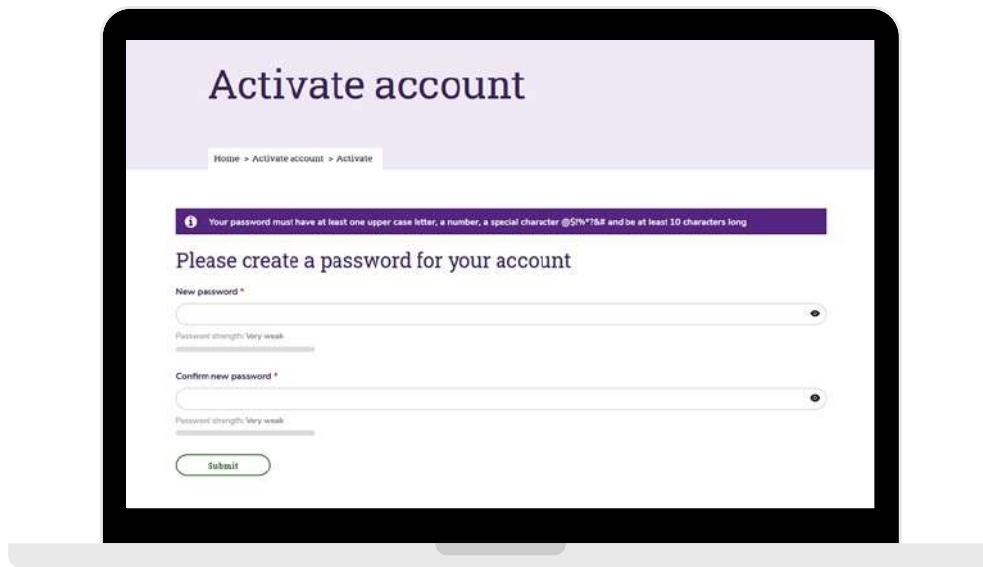 Activate account
Home > Activate account > Activate
Your password must have at least one upper case letter, a number, a special character @$!%*?&# and be at least 10 characters long
Please create a password for your account
New password *
Password strength: Very weak
Confirm new password *
Password strength: Very weak
Submit